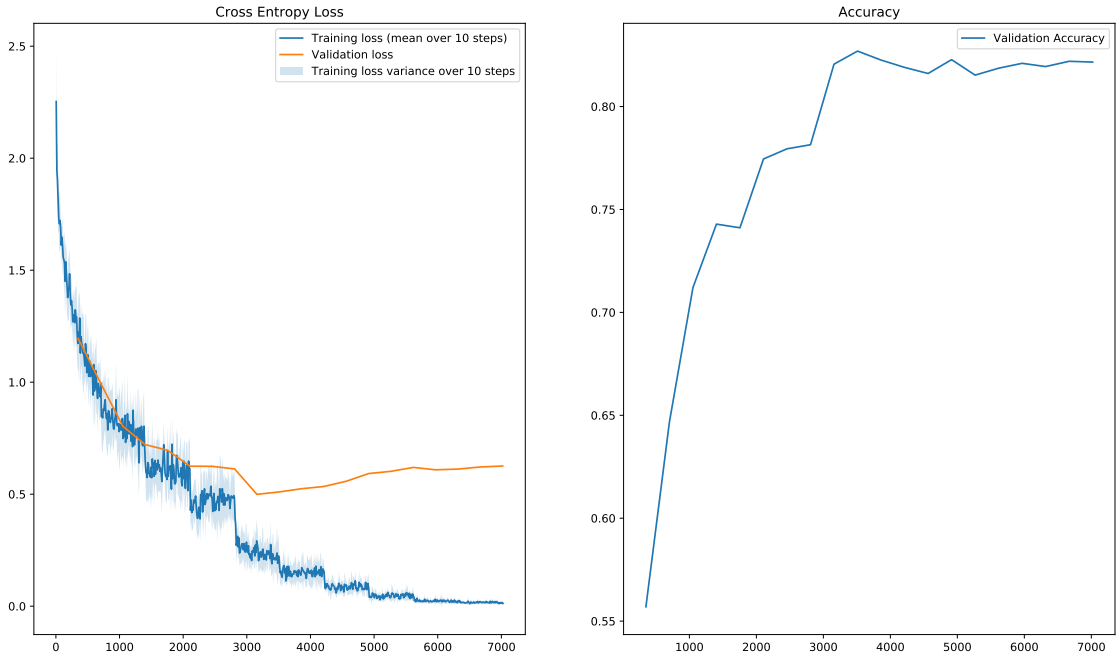 Cross Entropy Loss
Training loss (mean over 10 steps)
Validation loss
Training loss variance over 10 steps
2.5
2.0
1.5
1.0
0.5
0.0
0 1000 2000 3000 4000 5000 6000 7000
Accuracy
Validation Accuracy
0.80
0.75
0.70
0.65
0.60
0.55
1000 2000 3000 4000 5000 6000 7000